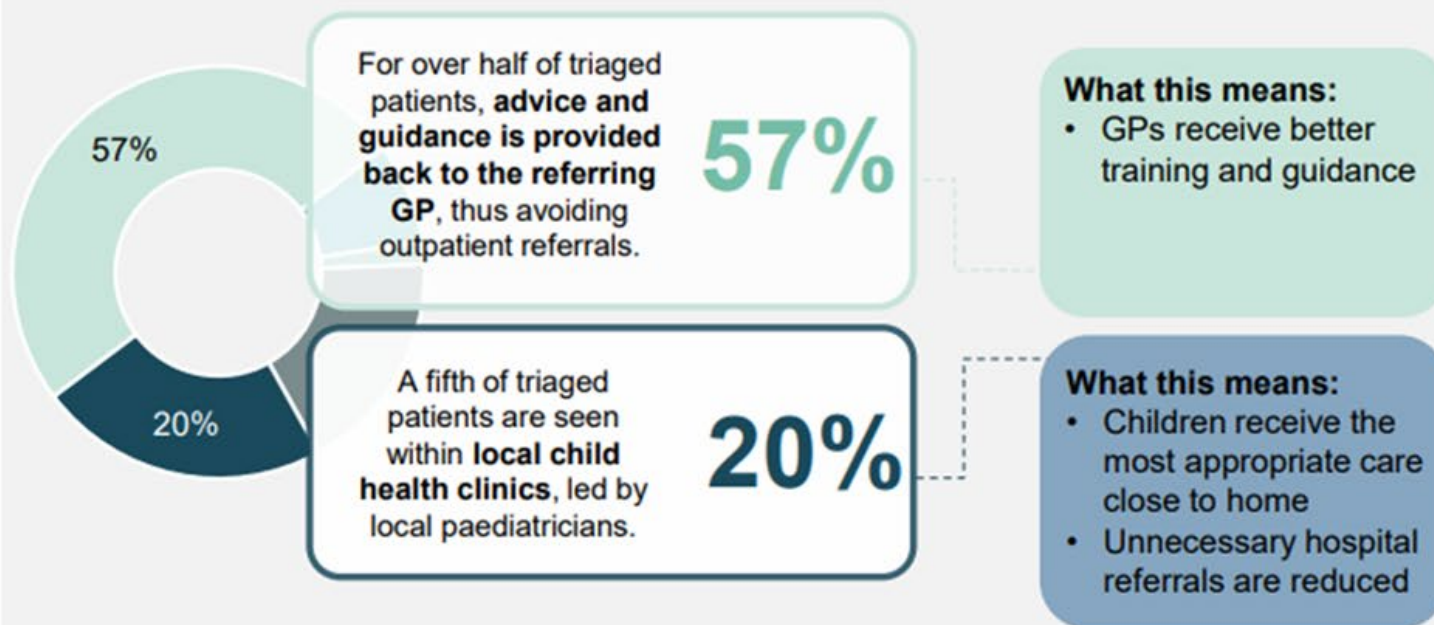 57%
20%
For over half of triaged
patients, advice and
guidance is provided
back to the referring
GP, thus avoiding
outpatient referrals.
57%
What this means:
• GPs receive better
training and guidance
A fifth of triaged
patients are seen
within local child
health clinics, led by
local paediatricians.
20%
What this means:
• Children receive the
most appropriate care
close to home
• Unnecessary hospital
referrals are reduced